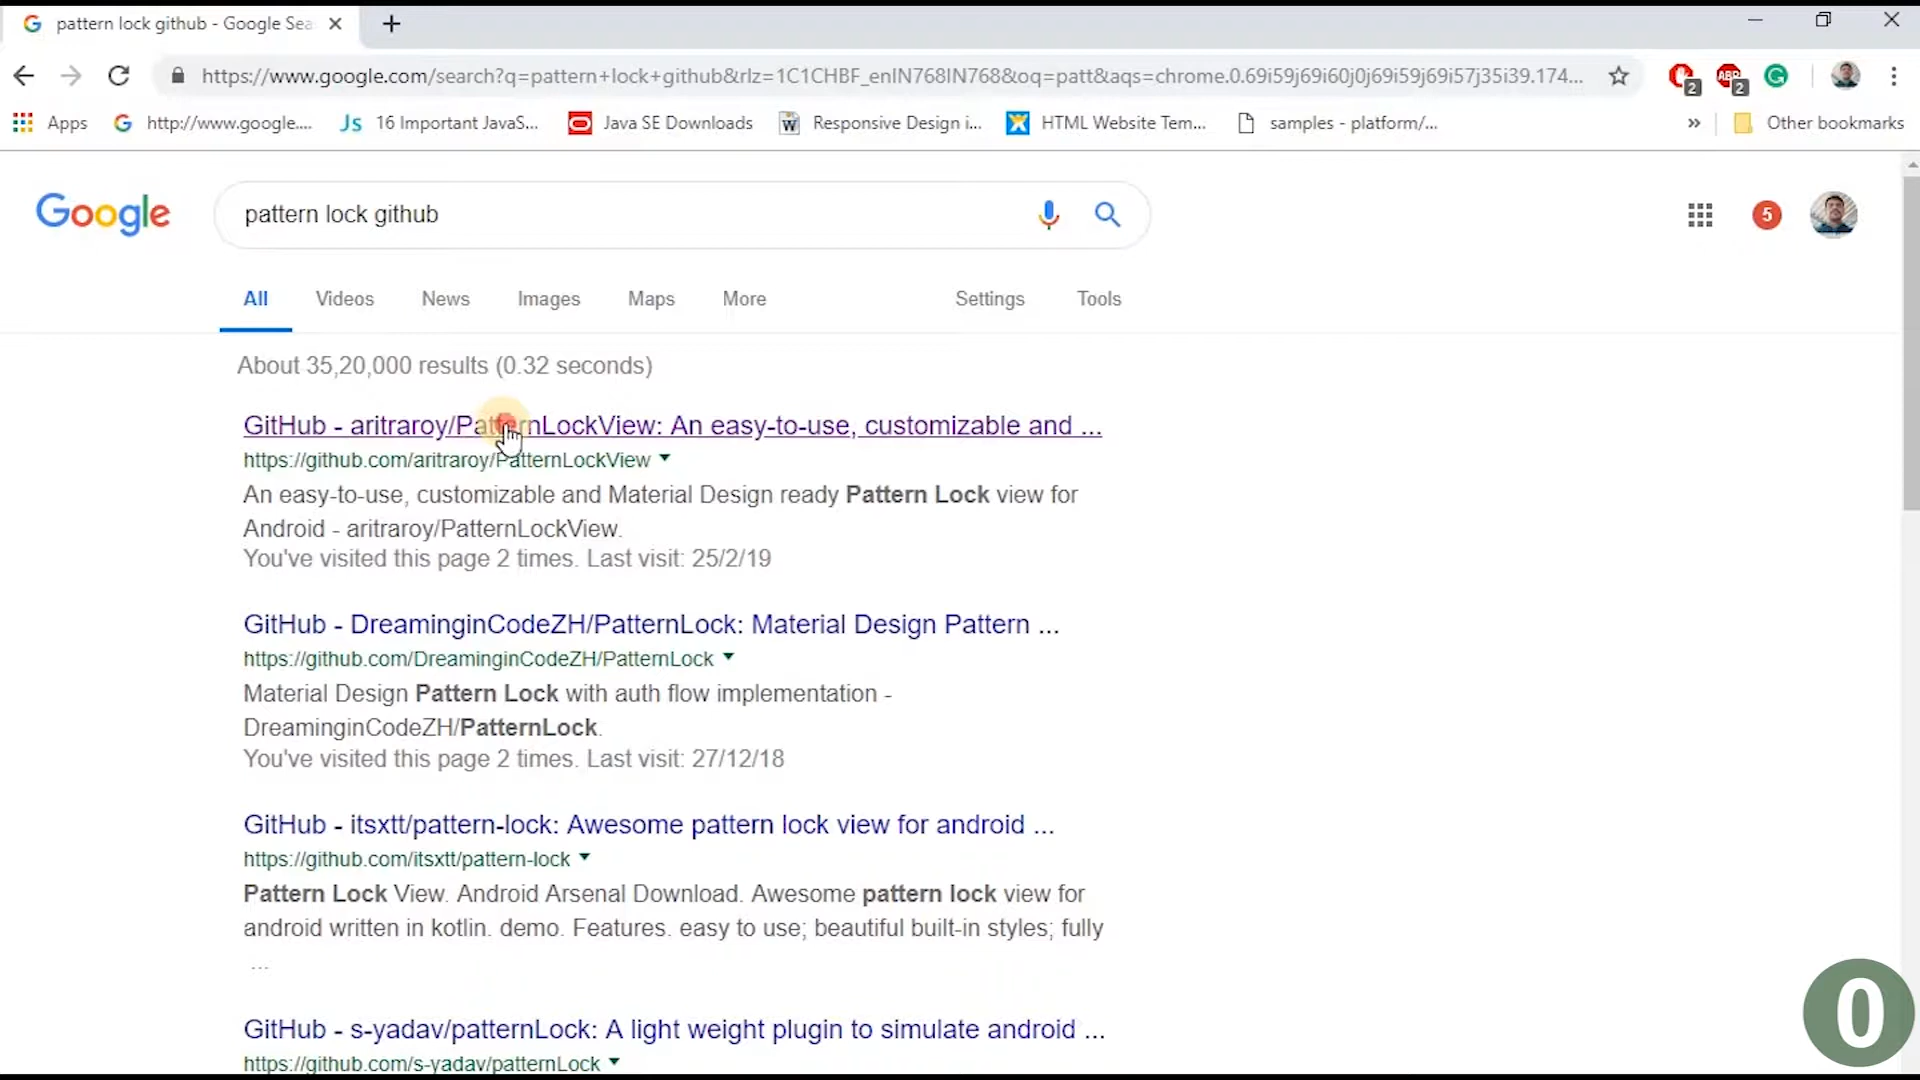 pattern lock github - Google Sea
https://www.google.com/search?q=pattern+lock+github&rlz=1C1CHBF_enIN768IN768&oq=patt&aqs=chrome.0.69i59j69i60j0j69i59j69i57j35i39.174...
2
ABP
2
Apps
http://www.google....
JS 16 Important JavaS...
Java SE Downloads
W Responsive Design i...
HTML Website Tem...
samples - platform/...
»
Other bookmarks
Google
pattern lock github
5
All
Videos
News
Images
Maps
More
Settings
Tools
About 35,20,000 results (0.32 seconds)
GitHub - aritraroy/PatternLockView: An easy-to-use, customizable and ...
https://github.com/aritraroy/PatternLockView
An easy-to-use, customizable and Material Design ready Pattern Lock view for
Android - aritraroy/PatternLockView.
You've visited this page 2 times. Last visit: 25/2/19
GitHub - DreaminginCodeZH/PatternLock: Material Design Pattern ...
https://github.com/DreaminginCodeZH/PatternLock
Material Design Pattern Lock with auth flow implementation -
DreaminginCodeZH/PatternLock.
You've visited this page 2 times. Last visit: 27/12/18
GitHub - itsxtt/pattern-lock: Awesome pattern lock view for android ...
https://github.com/itsxtt/pattern-lock
Pattern Lock View. Android Arsenal Download. Awesome pattern lock view for
android written in kotlin. demo. Features. easy to use; beautiful built-in styles; fully
...
GitHub - s-yadav/patternLock: A light weight plugin to simulate android ...
https://github.com/s-yadav/patternLock
0